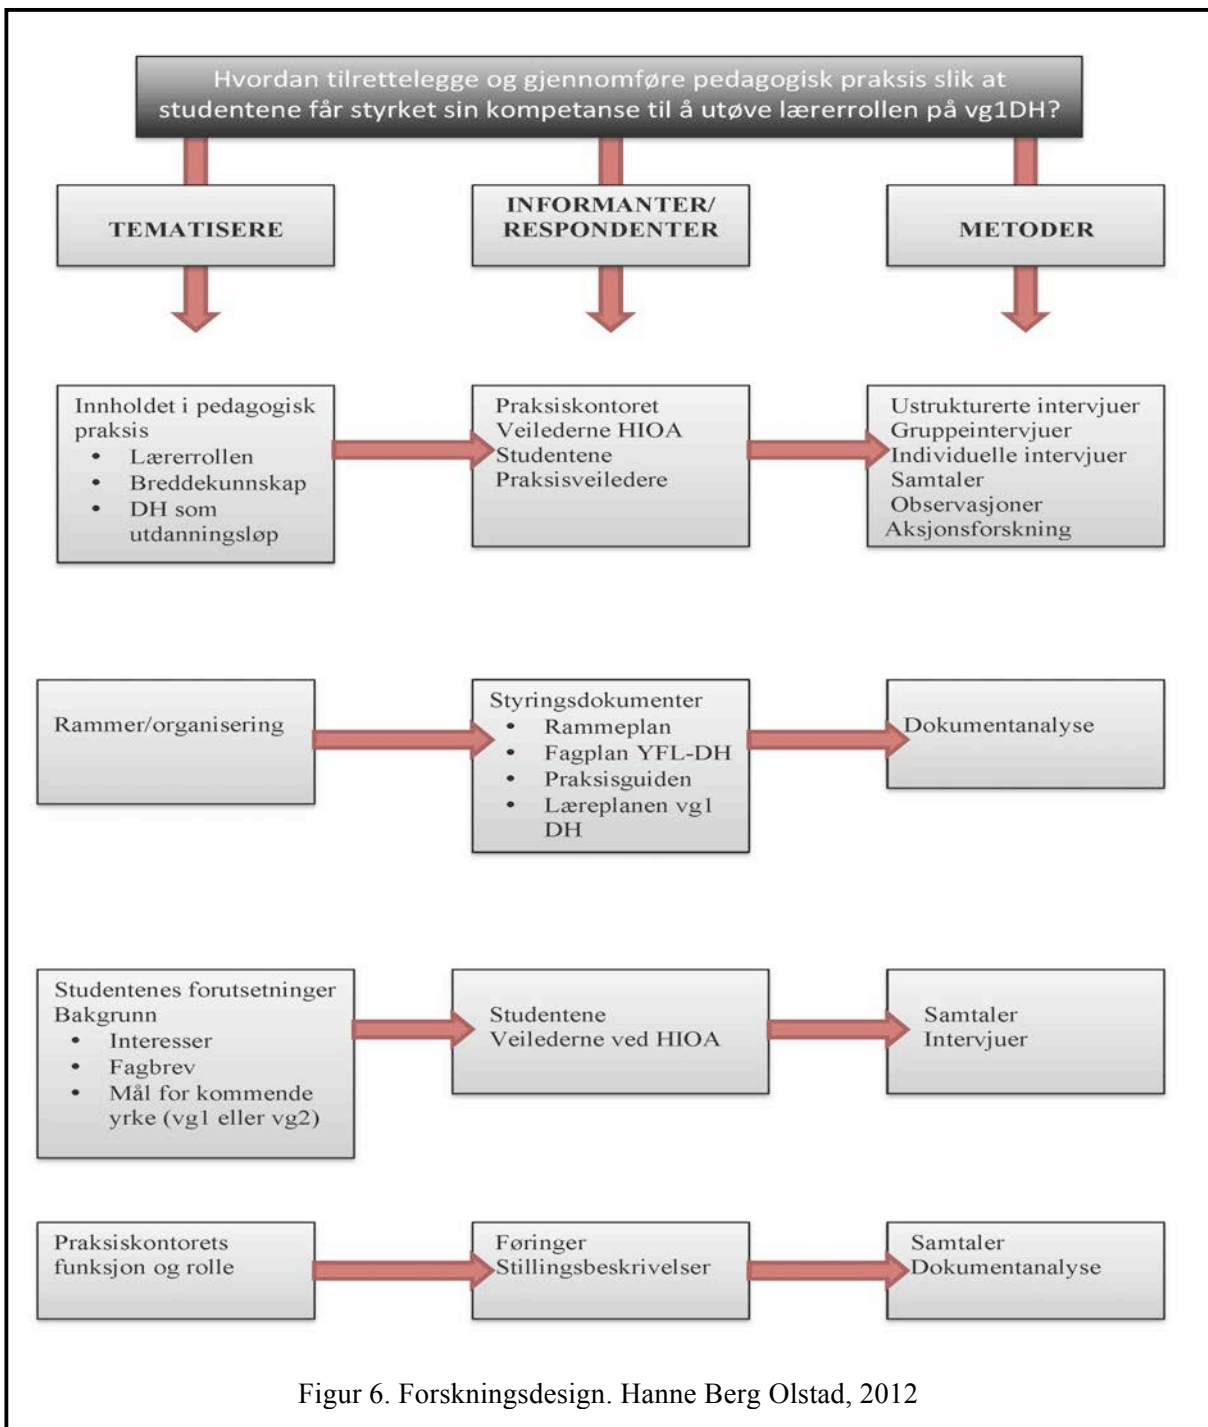 Hvordan tilrettelegge og gjennomføre pedagogisk praksis slik at
studentene får styrket sin kompetanse til å utøve lærerrollen på vg1DH?
TEMATISERE
INFORMANTER/
RESPONDENTER
METODER
Innholdet i pedagogisk
praksis
• Lærerrollen
• Breddekunnskap
• DH som
utdanningsløp
Praksiskontoret
Veilederne HIOA
Studentene
Praksisveiledere
Ustrukturerte intervjuer
Gruppeintervjuer
Individuelle intervjuer
Samtaler
Observasjoner
Aksjonsforskning
Rammer/organisering
Styringsdokumenter
• Rammeplan
• Fagplan YFL-DH
• Praksisguiden
• Læreplanen vg1
DH
Dokumentanalyse
Studentenes forutsetninger
Bakgrunn
• Interesser
• Fagbrev
• Mål for kommende
yrke (vg1 eller vg2)
Studentene
Veilederne ved HIOA
Samtaler
Intervjuer
Praksiskontorets
funksjon og rolle
Føringer
Stillingsbeskrivelser
Samtaler
Dokumentanalyse
Figur 6. Forskningsdesign. Hanne Berg Olstad, 2012